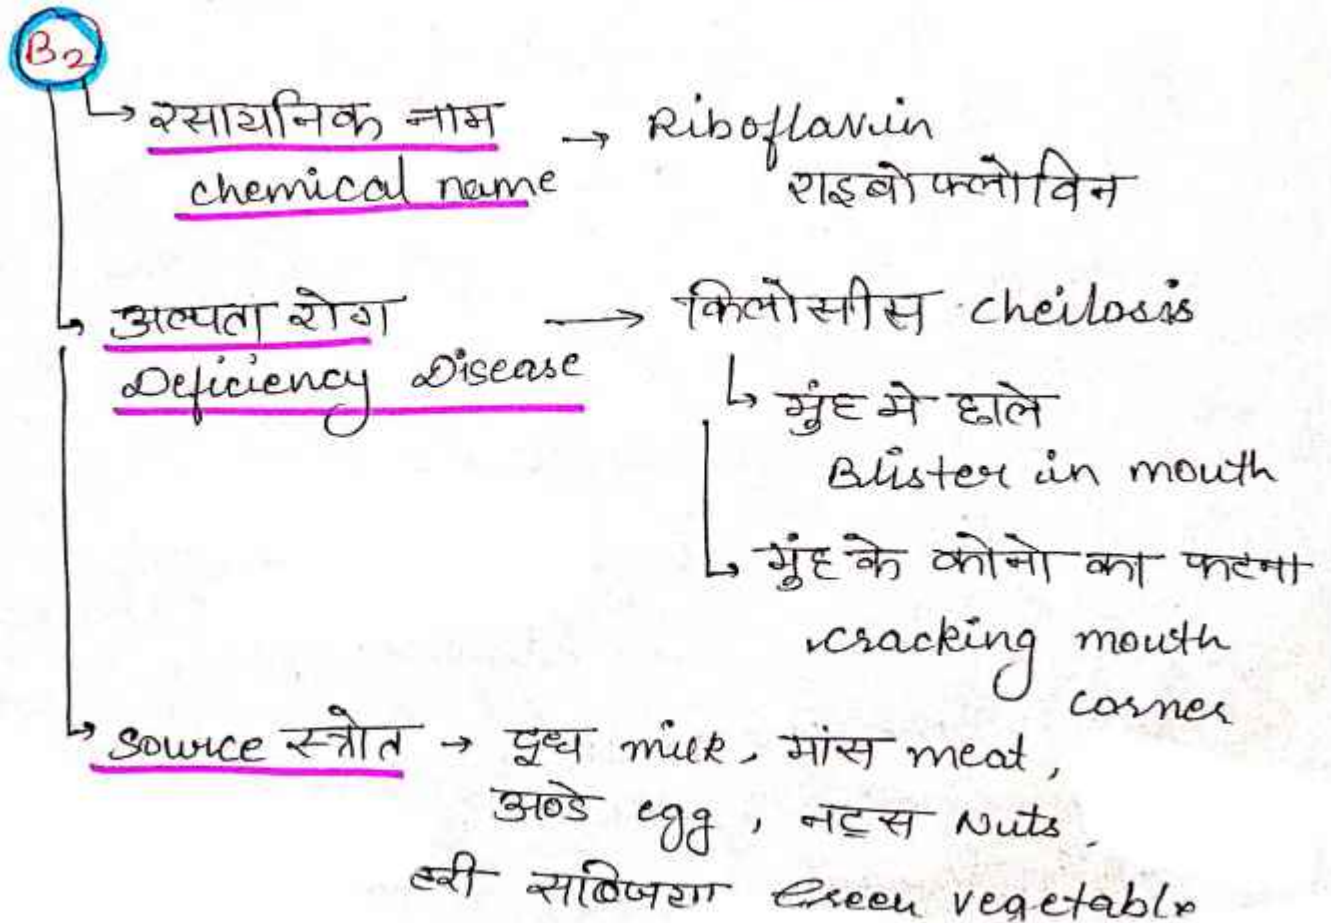 B2
रसायनिक नाम → Riboflavin
chemical name राइबोफ्लोविन
अल्पता रोग → किलोसीस cheilosis
Deficiency Disease
मुंह मे छाले
Blister in mouth
मुंह के कोनो का फटना
cracking mouth
corner
Source स्त्रोत → दूध milk, मांस meat,
अण्डे egg, नट्स Nuts,
हरी सब्जिया Green vegetable